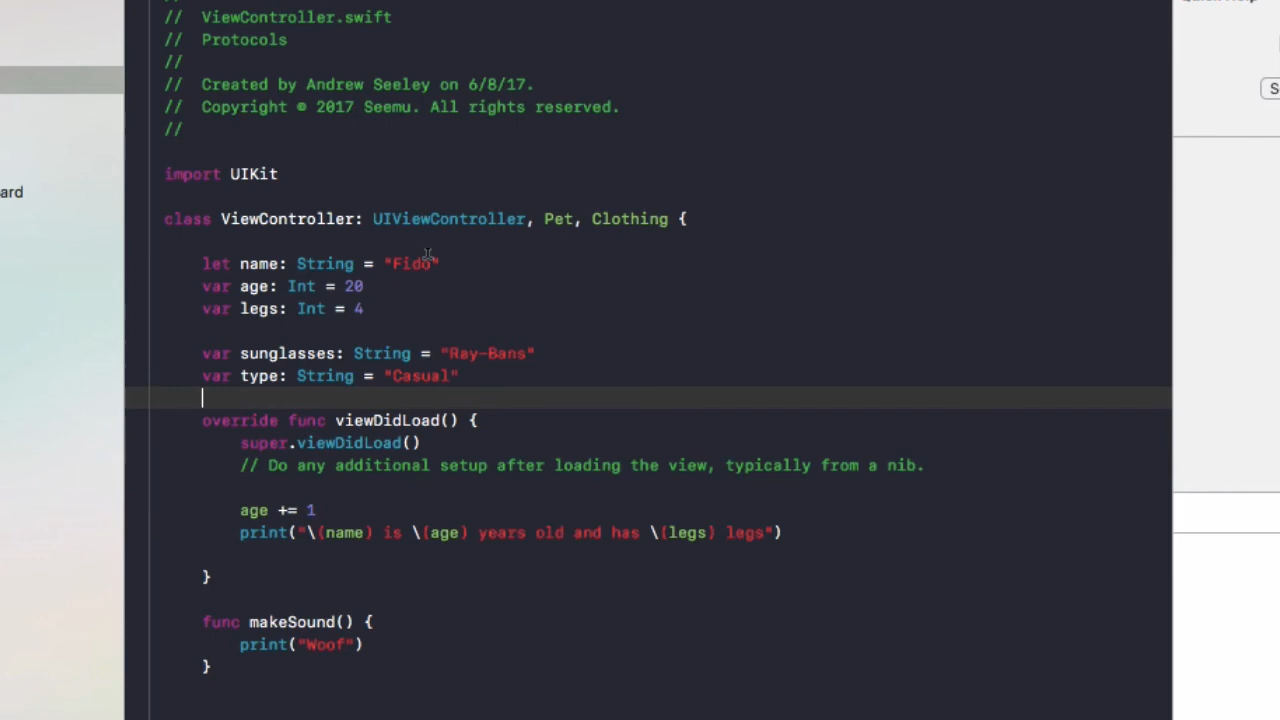 //  ViewController.swift
//  Protocols
//
//  Created by Andrew Seeley on 6/8/17.
//  Copyright © 2017 Seemu. All rights reserved.
//
import UIKit
ard
class ViewController: UIViewController, Pet, Clothing {
let name: String = "Fido"
var age: Int = 20
var legs: Int = 4
var sunglasses: String = "Ray-Bans"
var type: String = "Casual"
override func viewDidLoad() {
super.viewDidLoad()
// Do any additional setup after loading the view, typically from a nib.
age += 1
print("\(name) is \(age) years old and has \(legs) legs")
}
func makeSound() {
print("Woof")
}